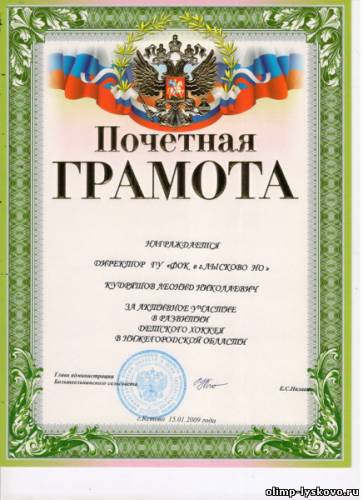 Почетная
ГРАМОТА
НАГРАЖДАЕТСЯ
ДИРЕКТОР ГУ «ФОК в г.ЛЫСКОВО НО»
КУДРЯШОВ ЛЕОНИД НИКОЛАЕВИЧ
ЗА АКТИВНОЕ УЧАСТИЕ
В РАЗВИТИИ
ДЕТСКОГО ХОККЕЯ
В НИЖЕГОРОДСКОЙ ОБЛАСТИ
Глава администрации
Е.С.
г.Кстово 15.01.2009 года
olimp-lyskovo.ru